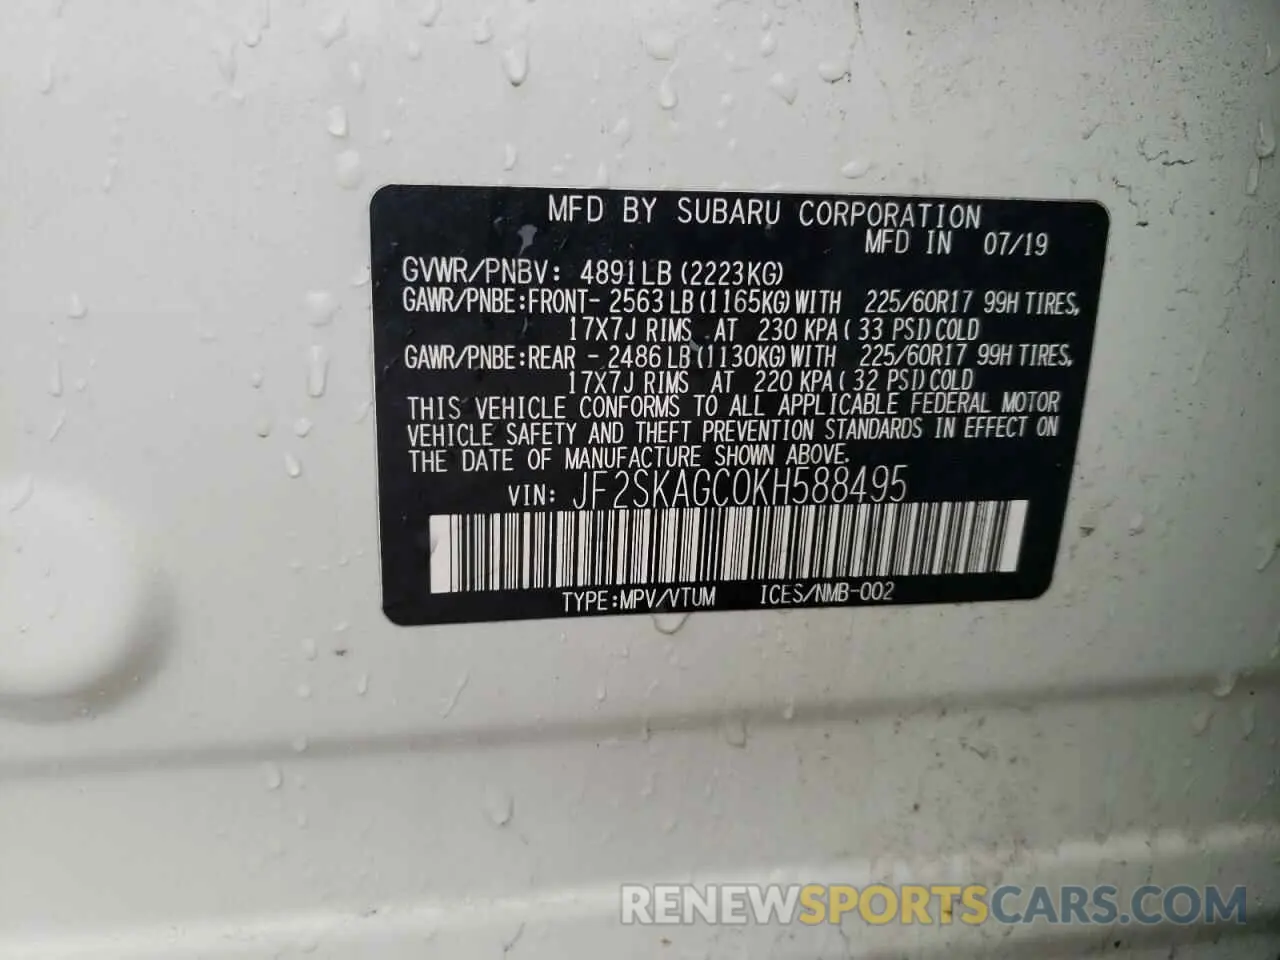 MFD BY SUBARU CORPORATION
MFD IN 07/19
GVWR/PNBV: 4891LB (2223KG)
GAWR/PNBE:FRONT- 2563LB (1165KG) WITH 225/60R17 99H TIRES,
17X7J RIMS AT 230 KPA ( 33 PSI) COLD
GAWR/PNBE:REAR - 2486LB (1130KG) WITH 225/60R17 99H TIRES,
17X7J RIMS AT 220 KPA ( 32 PSI) COLD
THIS VEHICLE CONFORMS TO ALL APPLICABLE FEDERAL MOTOR
VEHICLE SAFETY AND THEFT PREVENTION STANDARDS IN EFFECT ON
THE DATE OF MANUFACTURE SHOWN ABOVE.
VIN: JF2SKAGC0KH588495
TYPE:MPV/VTUM ICES/NMB-002
RENEWSPORTSCARS.COM